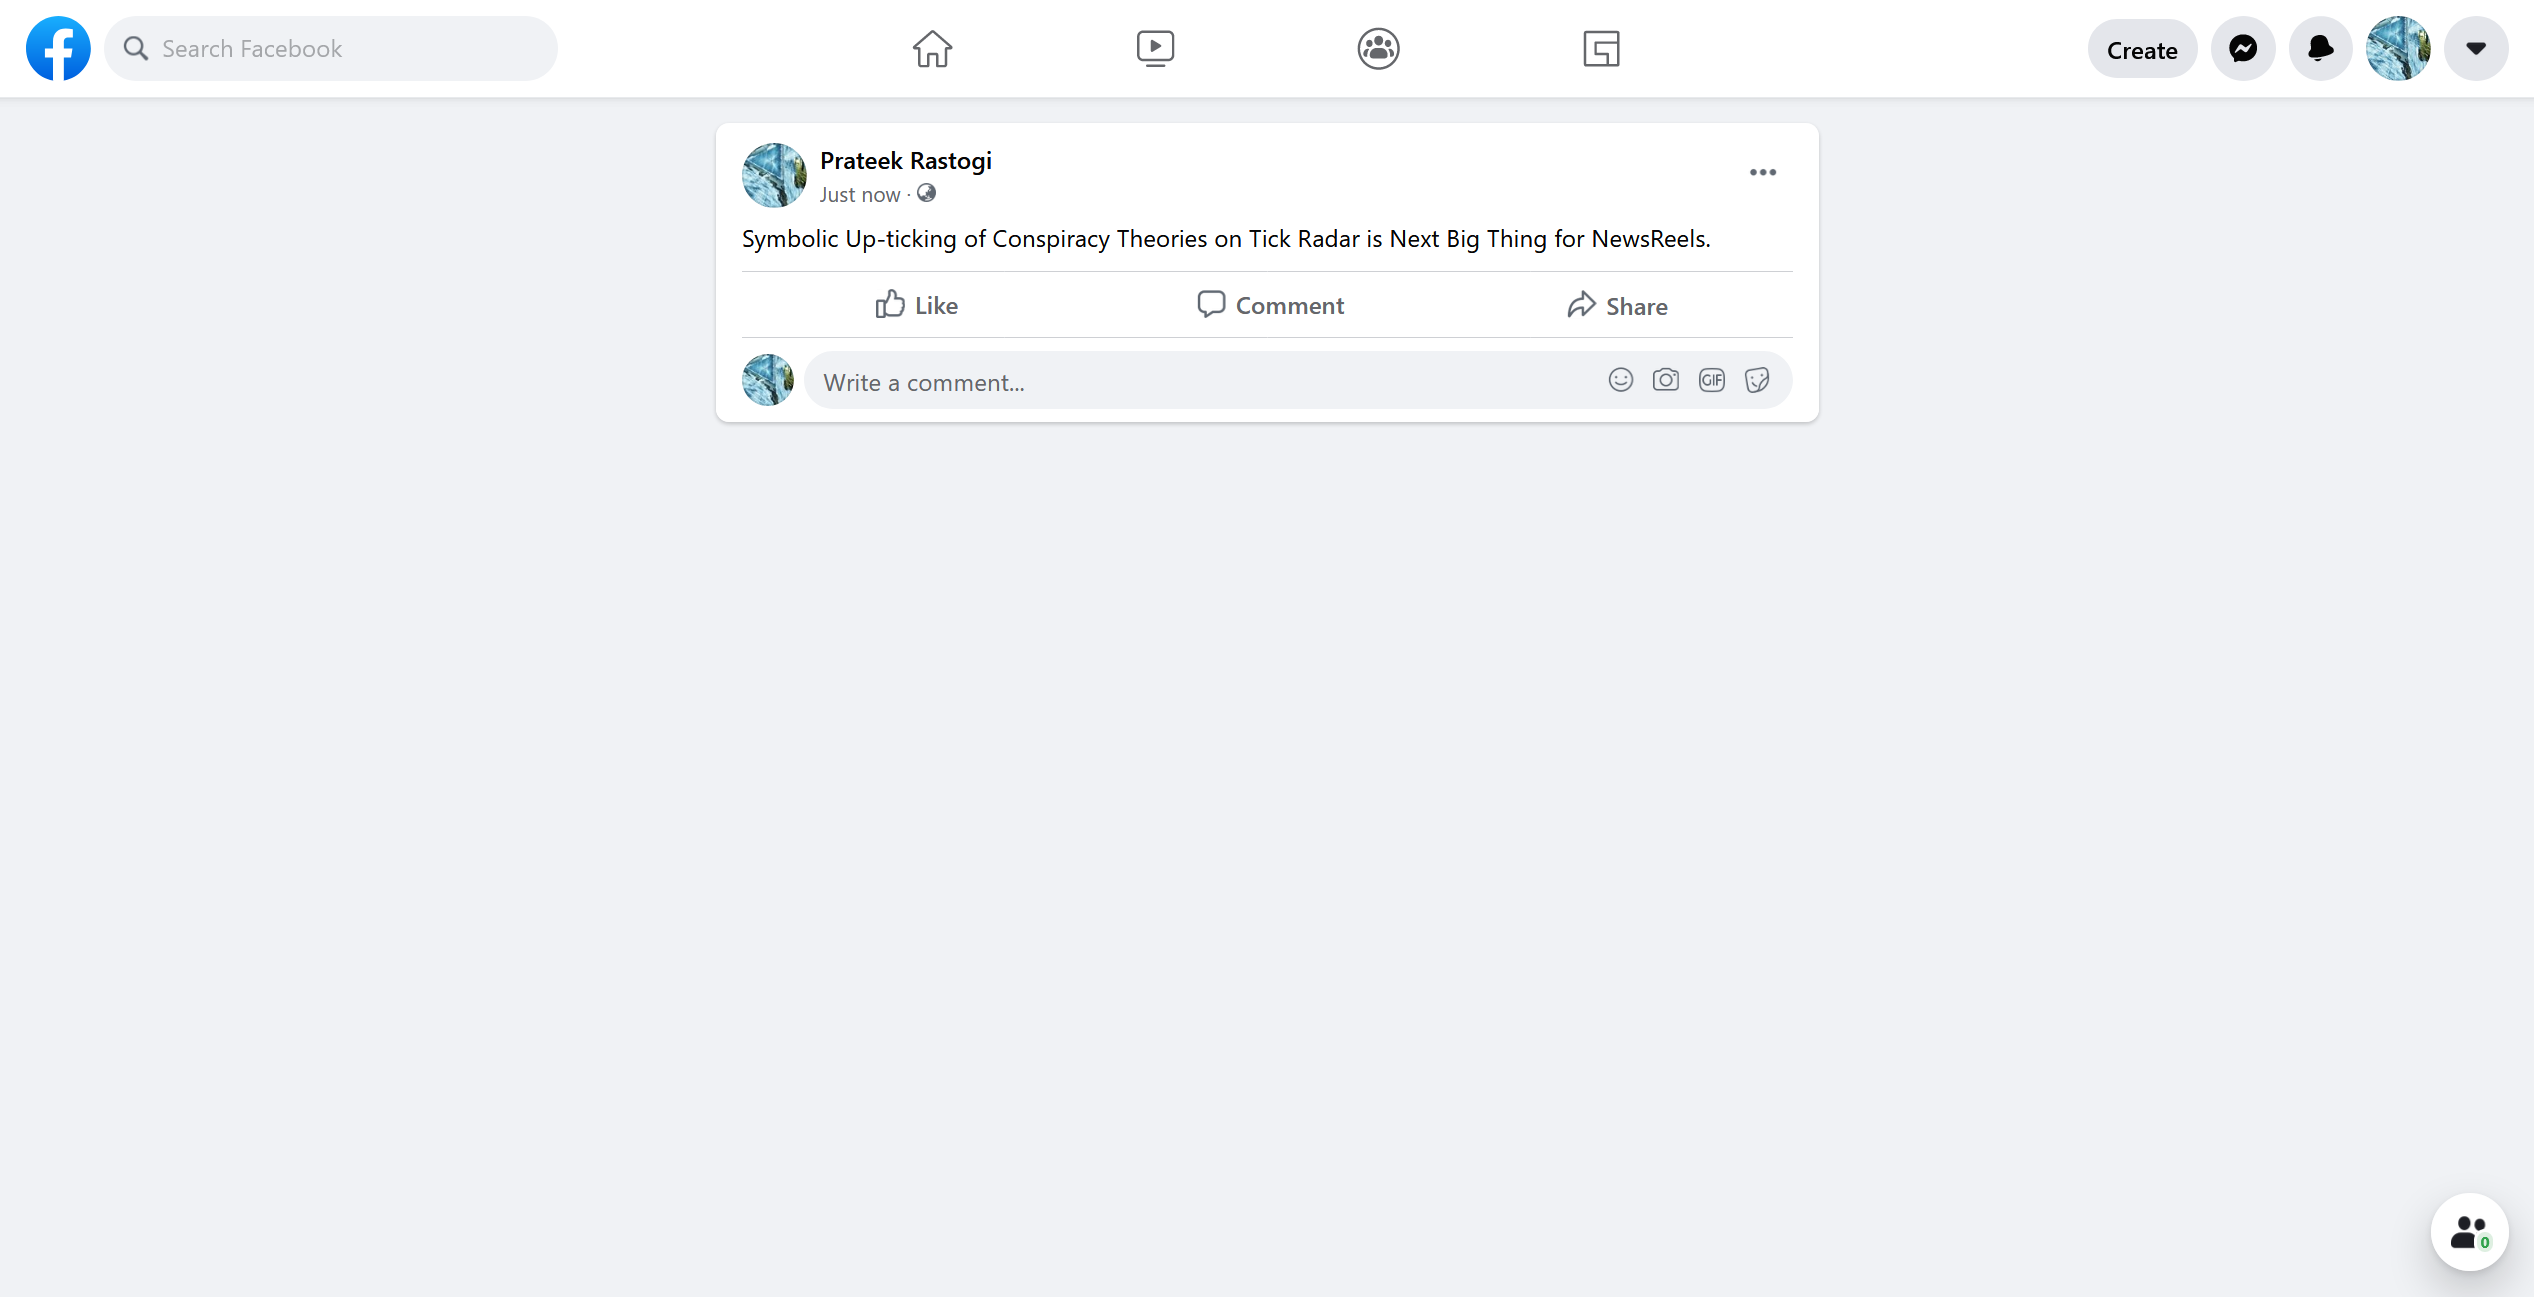 Search Facebook
Create
Prateek Rastogi
Just now ·
Symbolic Up-ticking of Conspiracy Theories on Tick Radar is Next Big Thing for NewsReels.
Like Comment Share
Write a comment... GIF
0